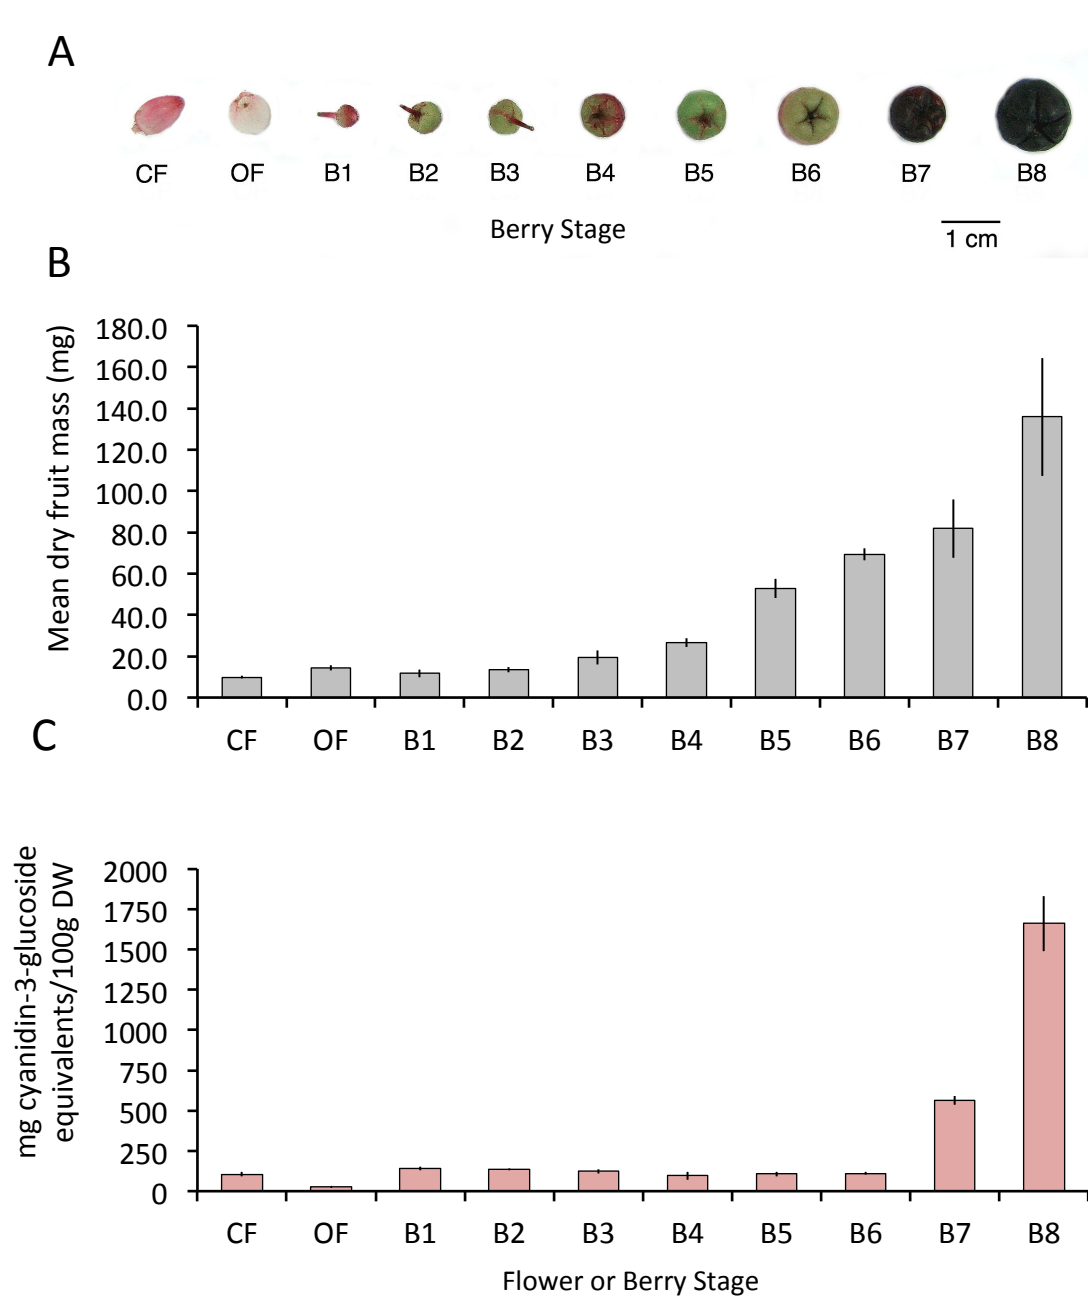 A
CF OF B1 B2 B3 B4 B5 B6 B7 B8
Berry Stage
1 cm
B
Mean dry fruit mass (mg)
180.0
160.0
140.0
120.0
100.0
80.0
60.0
40.0
20.0
0.0
CF OF B1 B2 B3 B4 B5 B6 B7 B8
C
mg cyanidin-3-glucoside
equivalents/100g DW
2000
1750
1500
1250
1000
750
500
250
0
CF OF B1 B2 B3 B4 B5 B6 B7 B8
Flower or Berry Stage